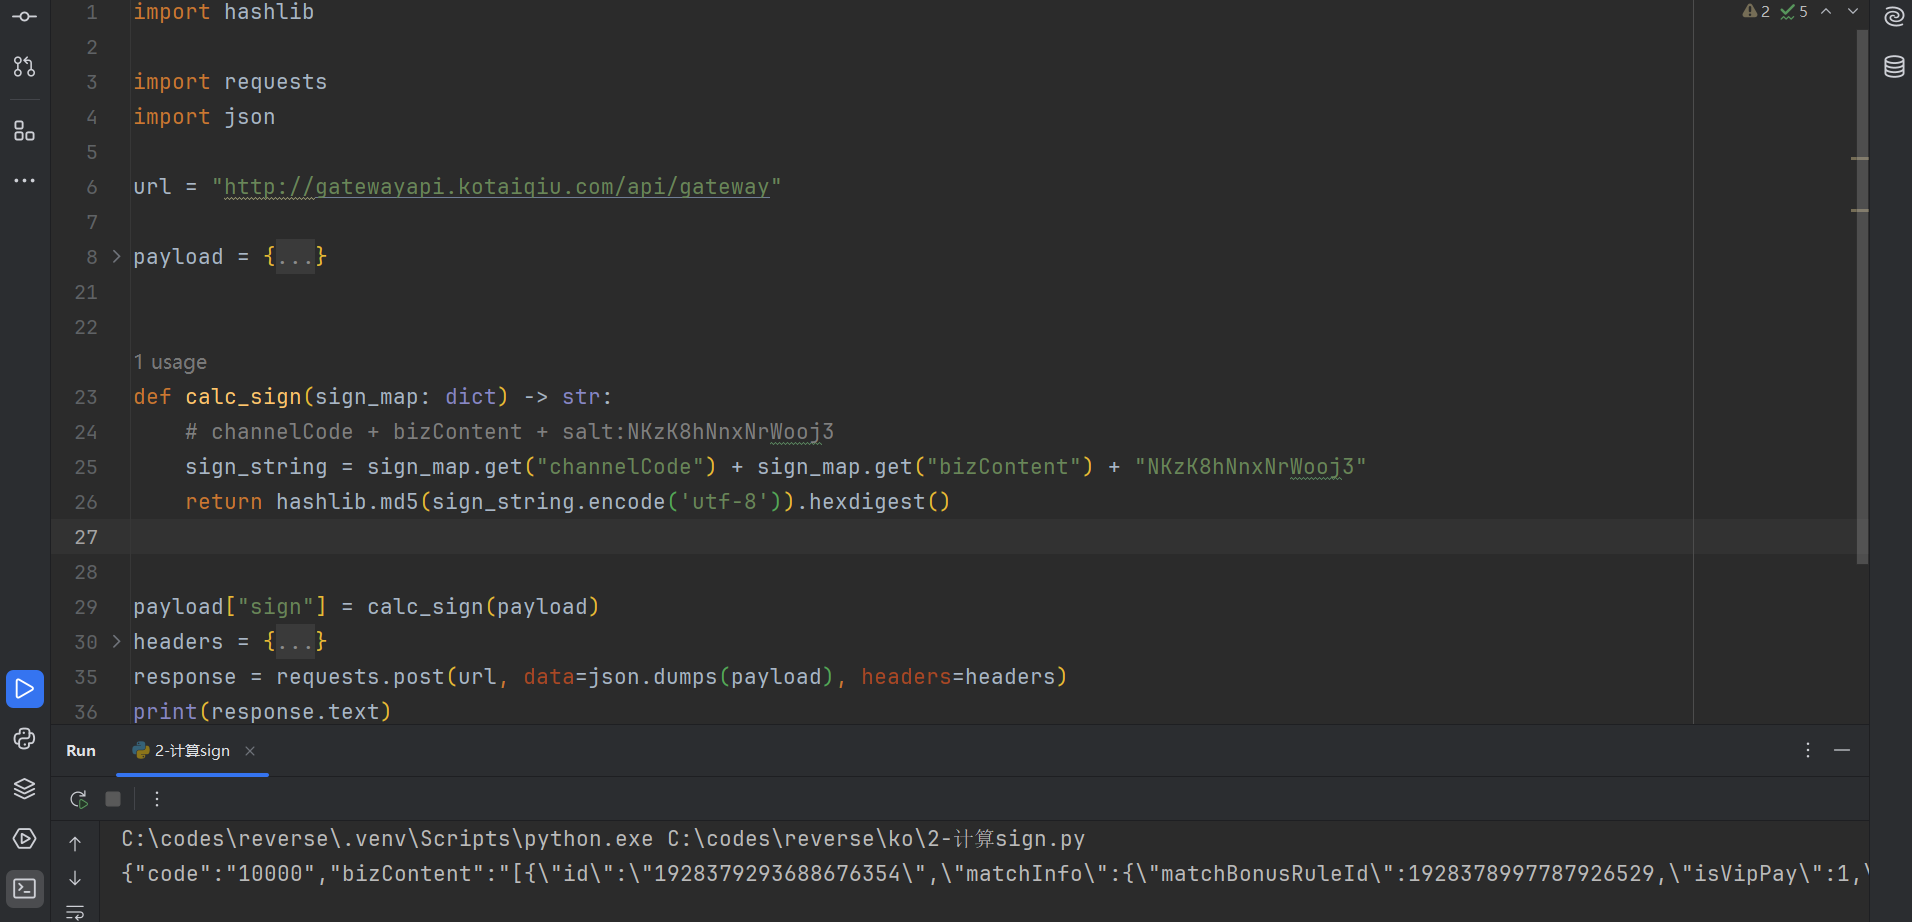 1 import hashlib
2
3 import requests
4 import json
5
6 url = "http://gatewayapi.kotaiqiu.com/api/gateway"
7
8 payload = {...}
21
22
1 usage
23 def calc_sign(sign_map: dict) -> str:
24 # channelCode + bizContent + salt:NKzK8hNnxNrWooj3
25 sign_string = sign_map.get("channelCode") + sign_map.get("bizContent") + "NKzK8hNnxNrWooj3"
26 return hashlib.md5(sign_string.encode('utf-8')).hexdigest()
27
28
29 payload["sign"] = calc_sign(payload)
30 headers = {...}
35 response = requests.post(url, data=json.dumps(payload), headers=headers)
36 print(response.text)
2 5
Run 2-计算sign
C:\codes\reverse\.venv\Scripts\python.exe C:\codes\reverse\ko\2-计算sign.py
{"code":"10000","bizContent":"[{\"id\":\"1928379293688676354\",\"matchInfo\":{\"matchBonusRuleId\":1928378997787926529,\"isVipPay\":1,\